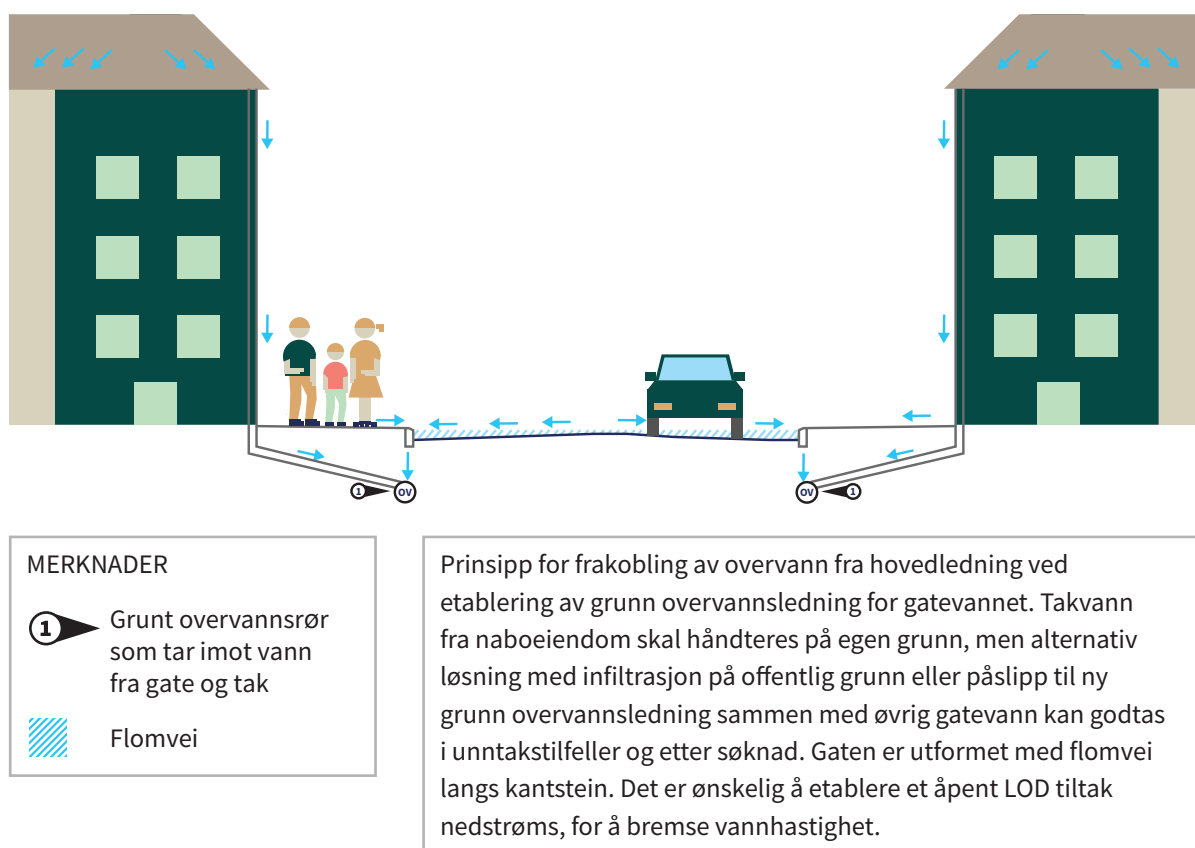 1
OV
OV
1
MERKNADER
1
Grunt overvannsrør
som tar imot vann
fra gate og tak
Flomvei
Prinsipp for frakobling av overvann fra hovedledning ved
etablering av grunn overvannsledning for gatevannet. Takvann
fra naboeiendom skal håndteres på egen grunn, men alternativ
løsning med infiltrasjon på offentlig grunn eller påslipp til ny
grunn overvannsledning sammen med øvrig gatevann kan godtas
i unntakstilfeller og etter søknad. Gaten er utformet med flomvei
langs kantstein. Det er ønskelig å etablere et åpent LOD tiltak
nedstrøms, for å bremse vannhastighet.